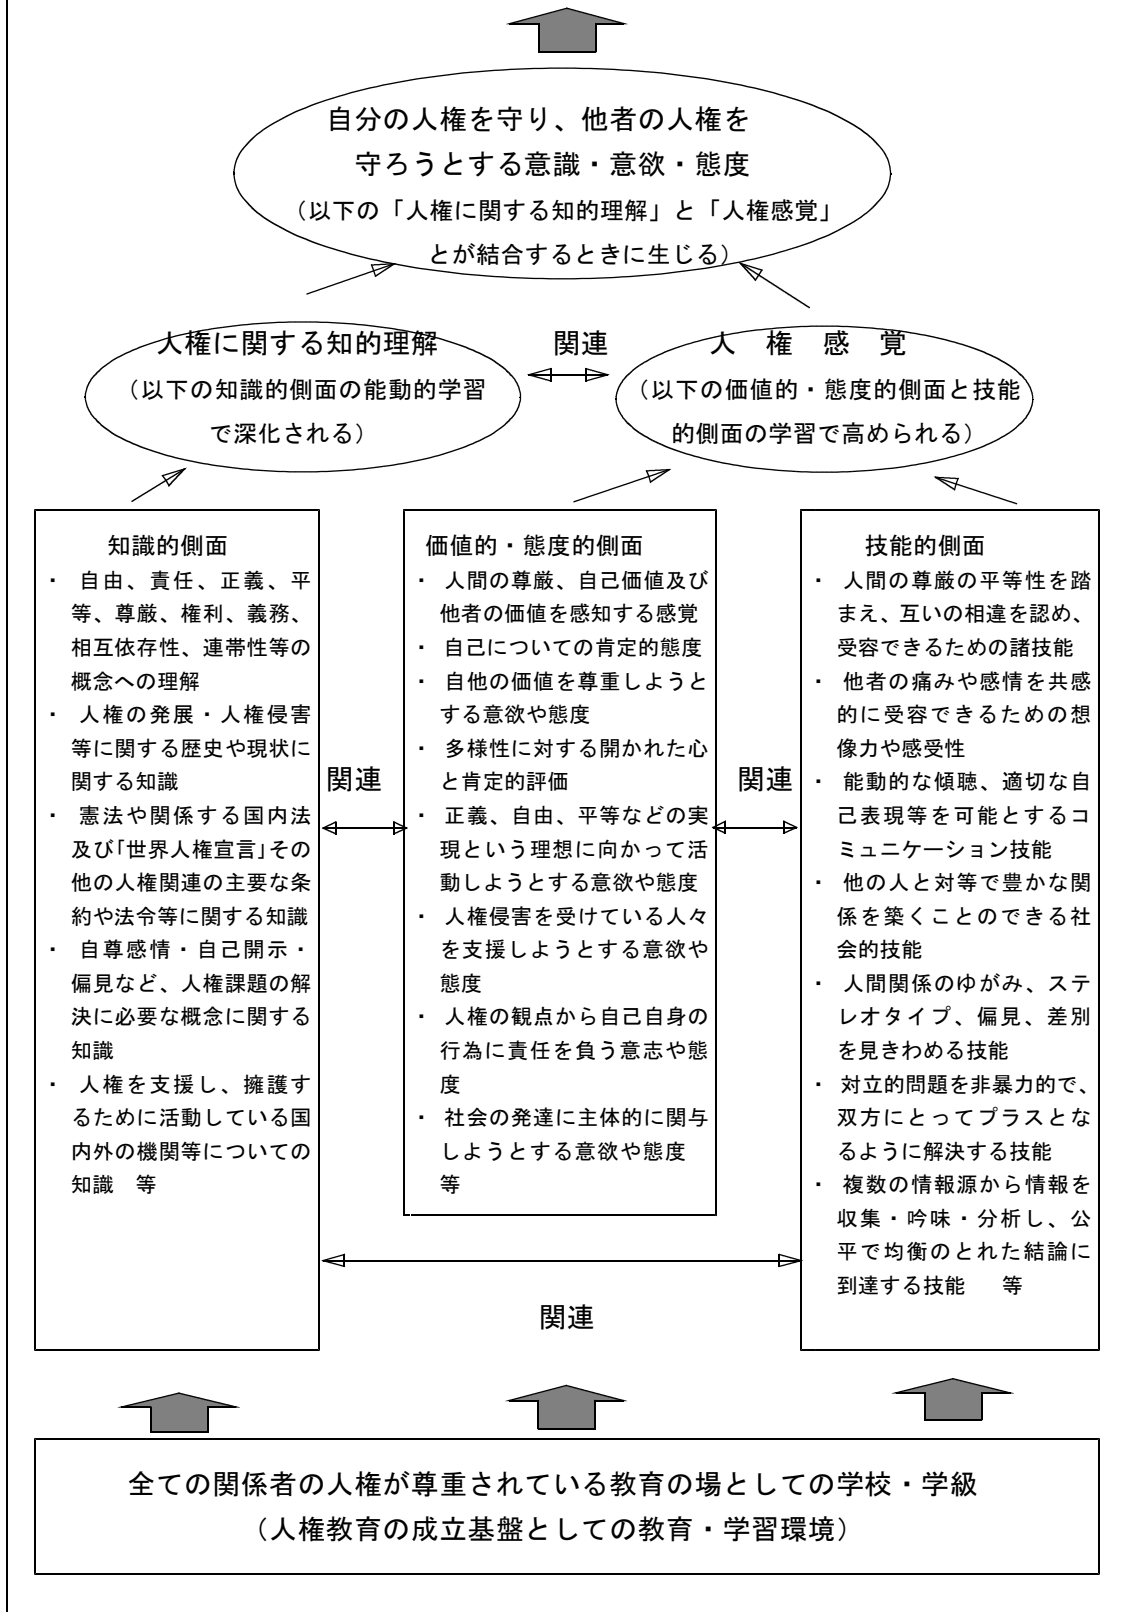 自分の人権を守り、他者の人権を
守ろうとする意識・意欲・態度
（以下の「人権に関する知的理解」と「人権感覚」
とが結合するときに生じる）
人権に関する知的理解
（以下の知識的側面の能動的学習
で深化される）
関連
人　権　感　覚
（以下の価値的・態度的側面と技能
的側面の学習で高められる）
知識的側面
・　自由、責任、正義、平
等、尊厳、権利、義務、
相互依存性、連帯性等の
概念への理解
・　人権の発展・人権侵害
等に関する歴史や現状に
関する知識
・　憲法や関係する国内法
及び「世界人権宣言」その
他の人権関連の主要な条
約や法令等に関する知識
・　自尊感情・自己開示・
偏見など、人権課題の解
決に必要な概念に関する
知識
・　人権を支援し、擁護す
るために活動している国
内外の機関等についての
知識　等
関連
価値的・態度的側面
・　人間の尊厳、自己価値及び
他者の価値を感知する感覚
・　自己についての肯定的態度
・　自他の価値を尊重しようと
する意欲や態度
・　多様性に対する開かれた心
と肯定的評価
・　正義、自由、平等などの実
現という理想に向かって活
動しようとする意欲や態度
・　人権侵害を受けている人々
を支援しようとする意欲や
態度
・　人権の観点から自己自身の
行為に責任を負う意志や態
度
・　社会の発達に主体的に関与
しようとする意欲や態度
等
関連
技能的側面
・　人間の尊厳の平等性を踏
まえ、互いの相違を認め、
受容できるための諸技能
・　他者の痛みや感情を共感
的に受容できるための想
像力や感受性
・　能動的な傾聴、適切な自
己表現等を可能とするコ
ミュニケーション技能
・　他の人と対等で豊かな関
係を築くことのできる社
会的技能
・　人間関係のゆがみ、ステ
レオタイプ、偏見、差別
を見きわめる技能
・　対立的問題を非暴力的で、
双方にとってプラスとな
るように解決する技能
・　複数の情報源から情報を
収集・吟味・分析し、公
平で均衡のとれた結論に
到達する技能　等
関連
全ての関係者の人権が尊重されている教育の場としての学校・学級
（人権教育の成立基盤としての教育・学習環境）